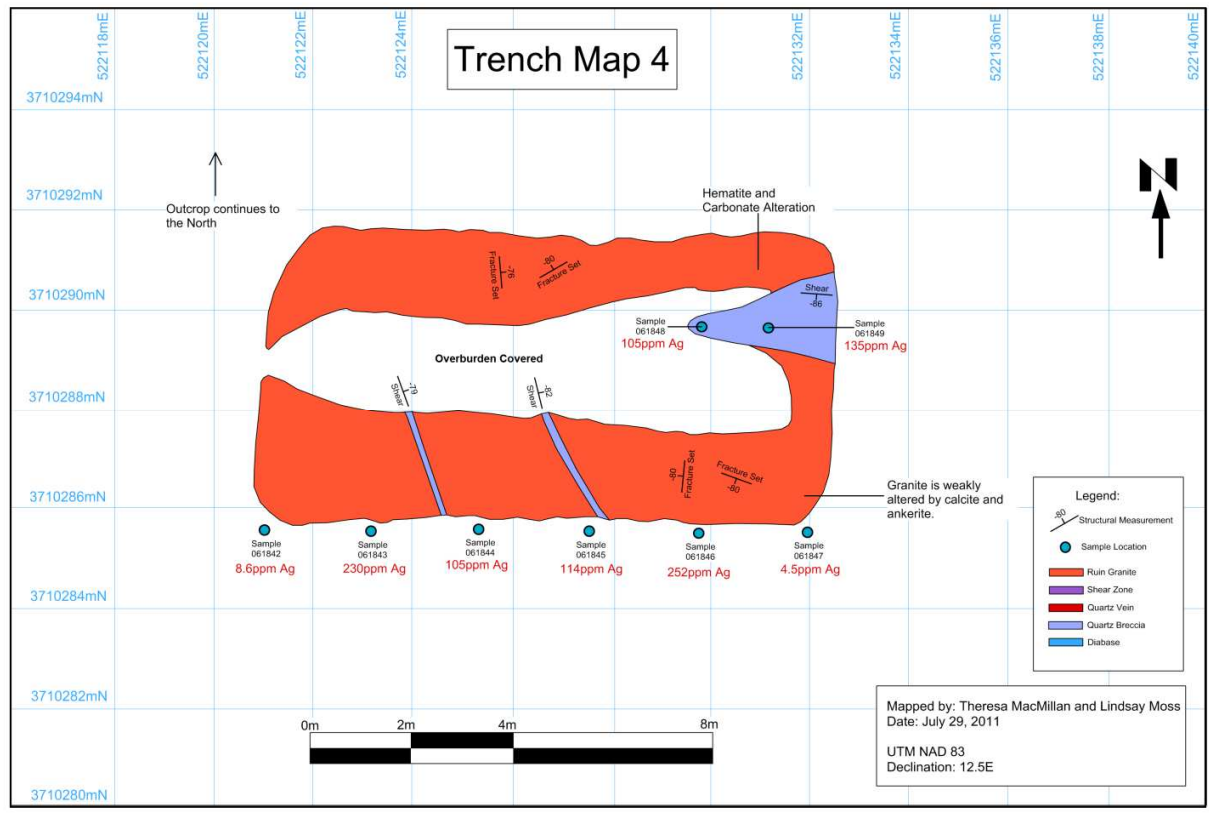 522118mE
522120mE
522122mE
522124mE
522132mE
522134mE
522136mE
522138mE
522140mE
Trench Map 4
3710294mN
3710292mN
3710290mN
3710288mN
3710286mN
3710284mN
3710282mN
3710280mN
N
Outcrop continues to
the North
Hematite and
Carbonate Alteration
-76
Fracture Set
-80
Fracture Set
Shear
-86
Sample
061848
105ppm Ag
Sample
061849
135ppm Ag
Overburden Covered
-79
Shear
-82
Shear
-80
Fracture Set
Fracture Set
-80
Granite is weakly
altered by calcite and
ankerite.
Sample
061842
8.6ppm Ag
Sample
061843
230ppm Ag
Sample
061844
105ppm Ag
Sample
061845
114ppm Ag
Sample
061846
252ppm Ag
Sample
061847
4.5ppm Ag
Legend:
-80
Structural Measurement
Sample Location
Ruin Granite
Shear Zone
Quartz Vein
Quartz Breccia
Diabase
0m
2m
4m
8m
Mapped by: Theresa MacMillan and Lindsay Moss
Date: July 29, 2011
UTM NAD 83
Declination: 12.5E